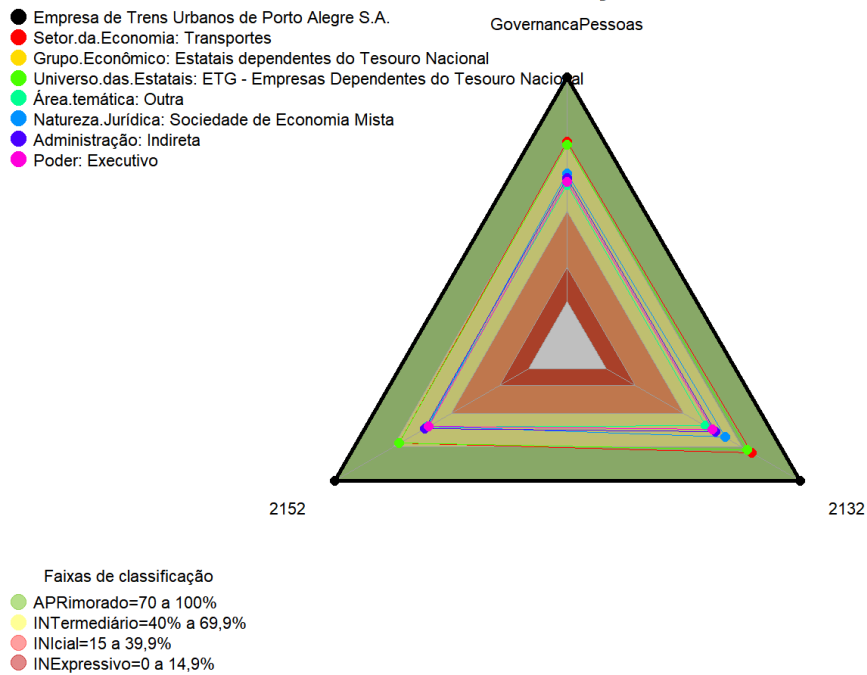 Empresa de Trens Urbanos de Porto Alegre S.A.
Setor.da.Economia: Transportes
GovernancaPessoas
Grupo.Econômico: Estatais dependentes do Tesouro Nacional
Universo.das.Estatais: ETG - Empresas Dependentes do Tesouro Nacional
Área.temática: Outra
Natureza.Jurídica: Sociedade de Economia Mista
Administração: Indireta
Poder: Executivo
2152
2132
Faixas de classificação
APRimorado=70 a 100%
INTermediário=40% a 69,9%
INIcial=15 a 39,9%
INExpressivo=0 a 14,9%